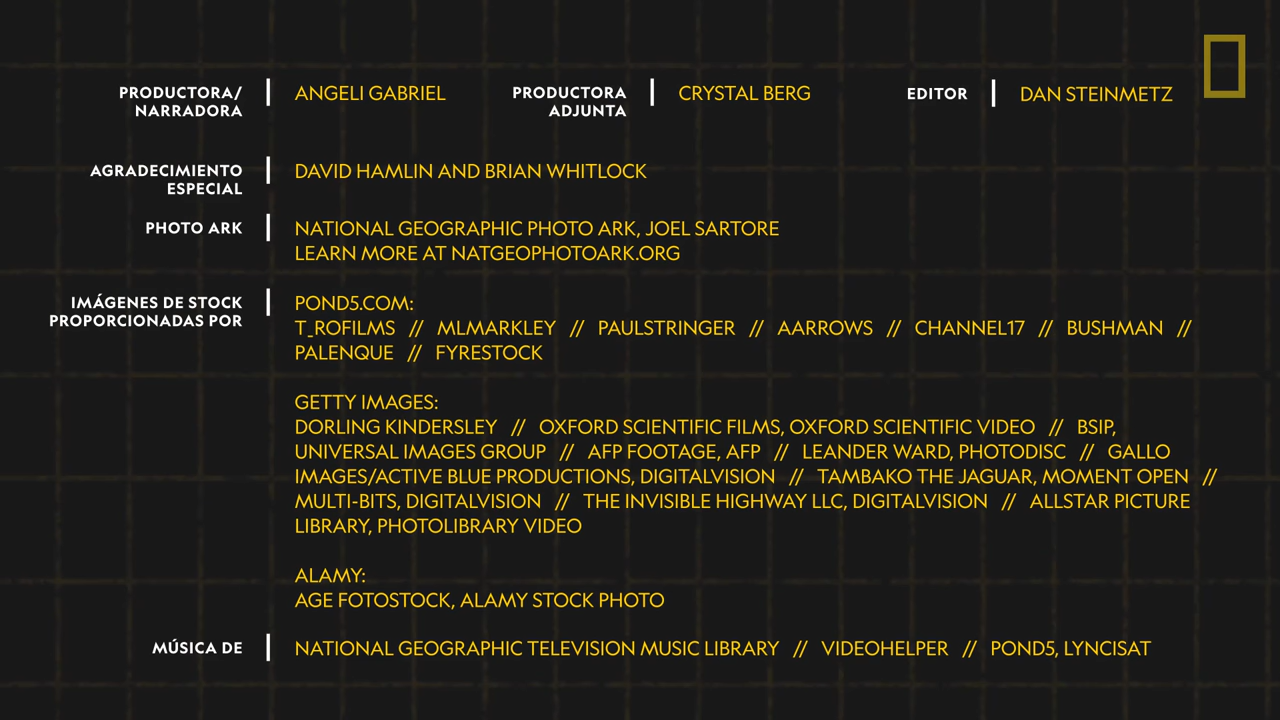 PRODUCTORA/
NARRADORA
ANGELI GABRIEL
PRODUCTORA
ADJUNTA
CRYSTAL BERG
EDITOR
DAN STEINMETZ
AGRADECIMIENTO
ESPECIAL
DAVID HAMLIN AND BRIAN WHITLOCK
PHOTO ARK
NATIONAL GEOGRAPHIC PHOTO ARK, JOEL SARTORE
LEARN MORE AT NATGEOPHOTOARK.ORG
IMÁGENES DE STOCK
PROPORCIONADAS POR
POND5.COM:
T_ROFILMS // MLMARKLEY // PAULSTRINGER // AARROWS // CHANNEL17 // BUSHMAN //
PALENQUE // FYRESTOCK
GETTY IMAGES:
DORLING KINDERSLEY // OXFORD SCIENTIFIC FILMS, OXFORD SCIENTIFIC VIDEO // BSIP,
UNIVERSAL IMAGES GROUP // AFP FOOTAGE, AFP // LEANDER WARD, PHOTODISC // GALLO
IMAGES/ACTIVE BLUE PRODUCTIONS, DIGITALVISION // TAMBAKO THE JAGUAR, MOMENT OPEN //
MULTI-BITS, DIGITALVISION // THE INVISIBLE HIGHWAY LLC, DIGITALVISION // ALLSTAR PICTURE
LIBRARY, PHOTOLIBRARY VIDEO
ALAMY:
AGE FOTOSTOCK, ALAMY STOCK PHOTO
MÚSICA DE
NATIONAL GEOGRAPHIC TELEVISION MUSIC LIBRARY // VIDEOHELPER // POND5, LYNCISAT